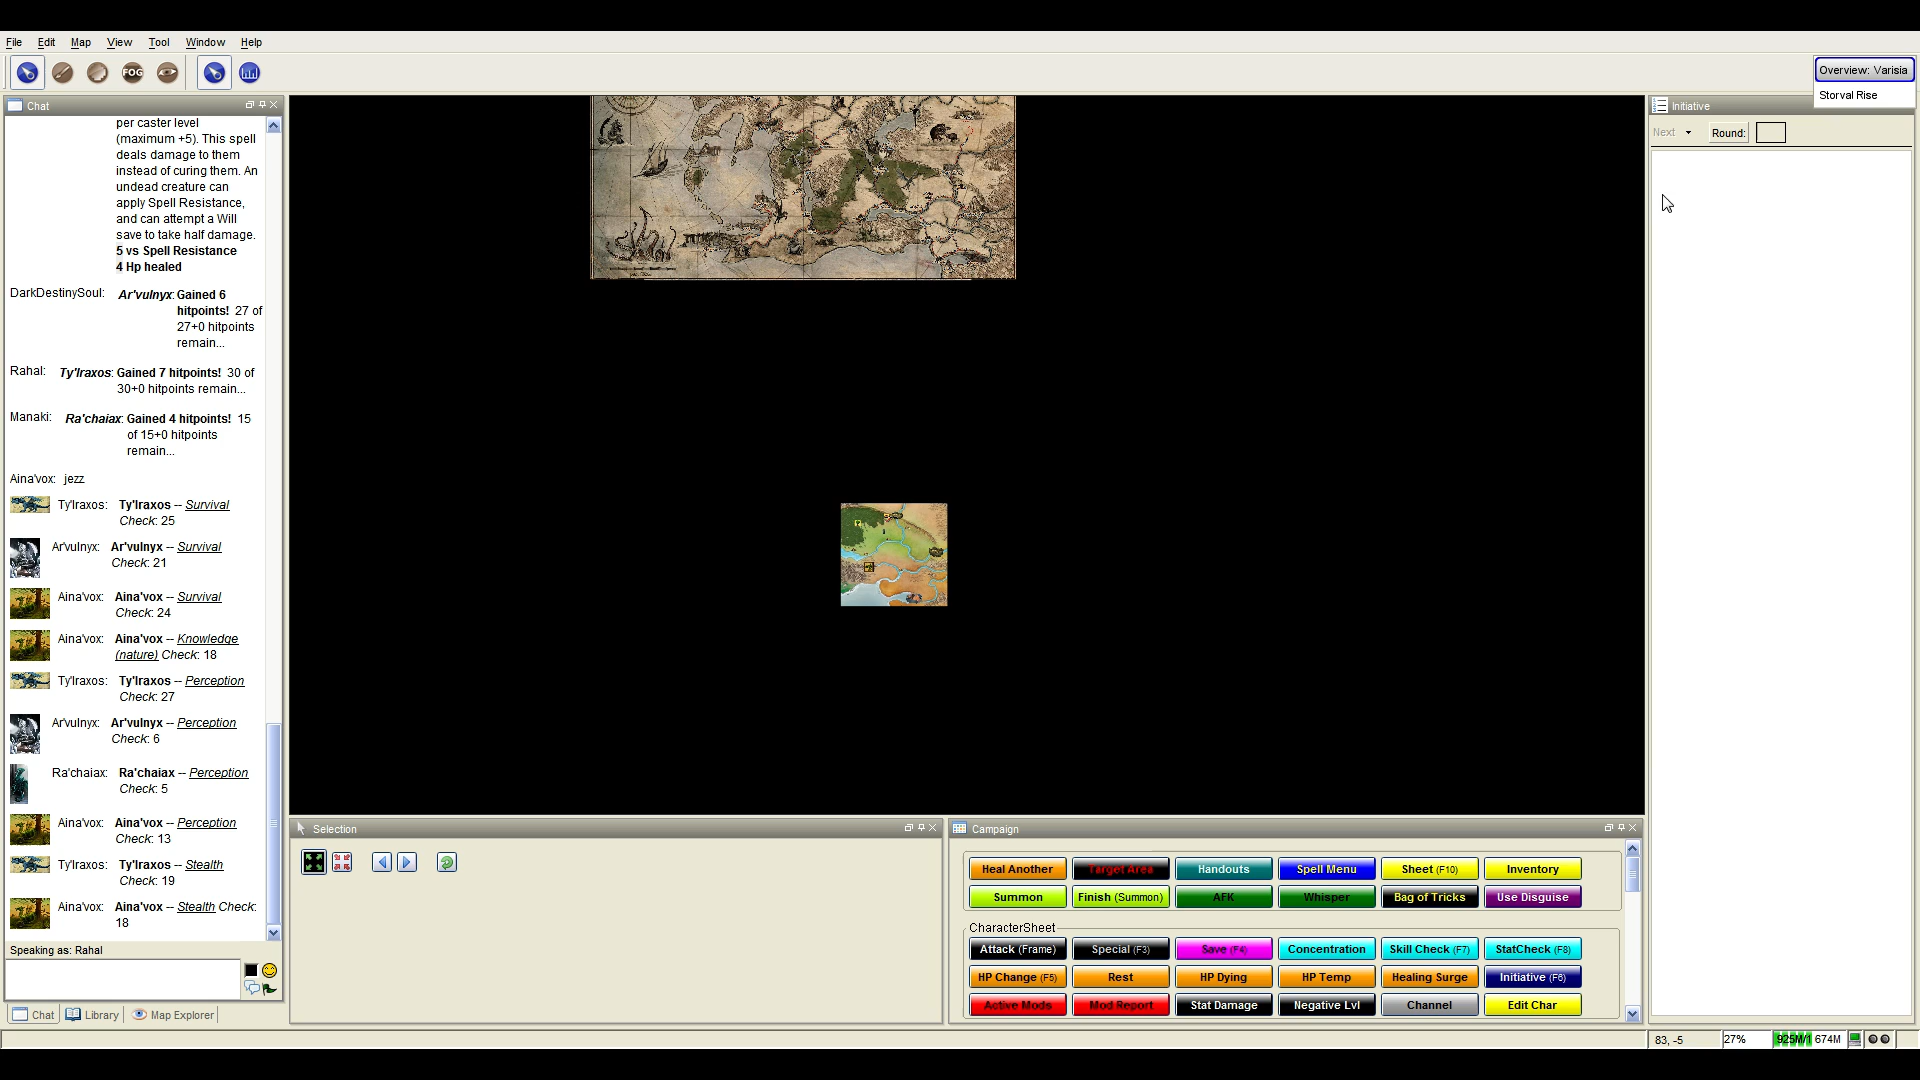 File Edit Map View Tool Window Help
FOG
Overview: Varisia
Storval Rise
Chat
per caster level
(maximum +5). This spell
deals damage to them
instead of curing them. An
undead creature can
apply Spell Resistance,
and can attempt a Will
save to take half damage.
5 vs Spell Resistance
4 Hp healed
DarkDestinySoul: Ar'vulnyx: Gained 6
hitpoints! 27 of
27+0 hitpoints
remain...
Rahal: Ty'lraxos: Gained 7 hitpoints! 30 of
30+0 hitpoints remain...
Manaki: Ra'chaiax: Gained 4 hitpoints! 15
of 15+0 hitpoints
remain...
Aina'vox: jezz
Ty'lraxos: Ty'lraxos -- Survival
Check: 25
Ar'vulnyx: Ar'vulnyx -- Survival
Check: 21
Aina'vox: Aina'vox -- Survival
Check: 24
Aina'vox: Aina'vox -- Knowledge
(nature) Check: 18
Ty'lraxos: Ty'lraxos -- Perception
Check: 27
Ar'vulnyx: Ar'vulnyx -- Perception
Check: 6
Ra'chaiax: Ra'chaiax -- Perception
Check: 5
Aina'vox: Aina'vox -- Perception
Check: 13
Ty'lraxos: Ty'lraxos -- Stealth
Check: 19
Aina'vox: Aina'vox -- Stealth Check:
18
Speaking as: Rahal
Chat Library Map Explorer
Selection
Campaign
Heal Another Target Area Handouts Spell Menu Sheet (F10) Inventory
Summon Finish (Summon) AFK Whisper Bag of Tricks Use Disguise
CharacterSheet
Attack (Frame) Special (F3) Save (F4) Concentration Skill Check (F7) StatCheck (F8)
HP Change (F5) Rest HP Dying HP Temp Healing Surge Initiative (F6)
Active Mods Mod Report Stat Damage Negative Lvl Channel Edit Char
Initiative
Next Round:
83, -5 27% 925M/1 674M